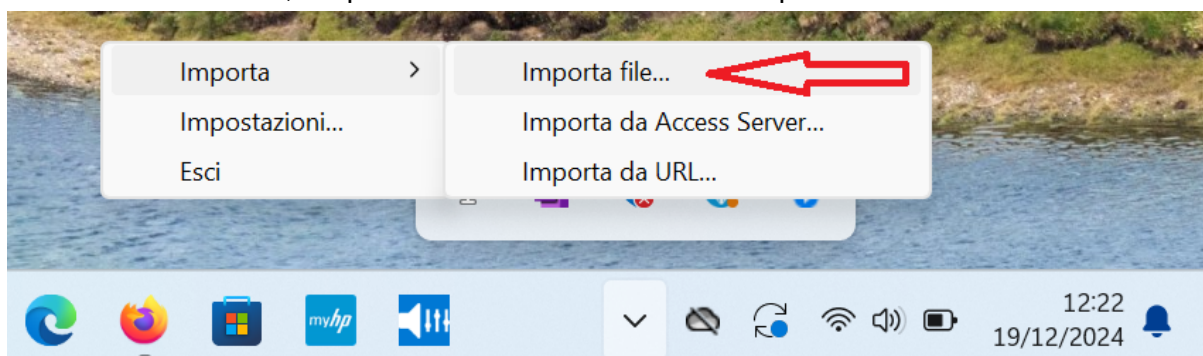 Importa
Importa file...
Impostazioni...
Importa da Access Server...
Esci
Importa da URL...
myhp
12:22
19/12/2024